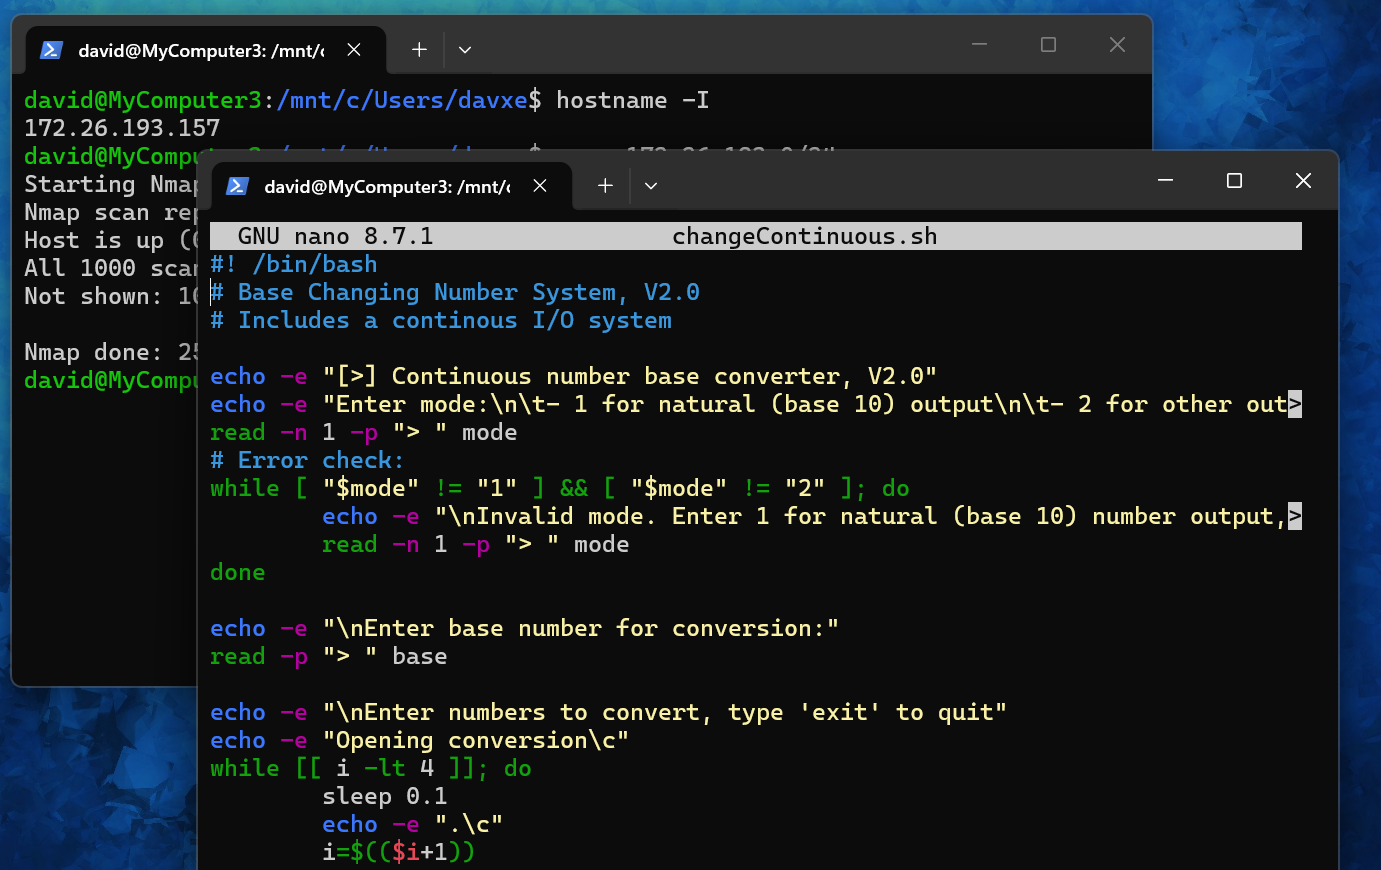 david@MyComputer3: /mnt/c
david@MyComputer3:/mnt/c/Users/davxe$ hostname -I
172.26.193.157
Starting Nmap
Nmap scan rep
Host is up (0
All 1000 scan
Not shown: 10
Nmap done: 25
david@MyCompu
david@MyComputer3: /mnt/c
GNU nano 8.7.1 changeContinuous.sh
#! /bin/bash
# Base Changing Number System, V2.0
# Includes a continous I/O system
echo -e "[>] Continuous number base converter, V2.0"
echo -e "Enter mode:\n\t- 1 for natural (base 10) output\n\t- 2 for other out>
read -n 1 -p "> " mode
# Error check:
while [ "$mode" != "1" ] && [ "$mode" != "2" ]; do
echo -e "\nInvalid mode. Enter 1 for natural (base 10) number output,>
read -n 1 -p "> " mode
done
echo -e "\nEnter base number for conversion:"
read -p "> " base
echo -e "\nEnter numbers to convert, type 'exit' to quit"
echo -e "Opening conversion\c"
while [[ i -lt 4 ]]; do
sleep 0.1
echo -e ".\c"
i=$(($i+1))